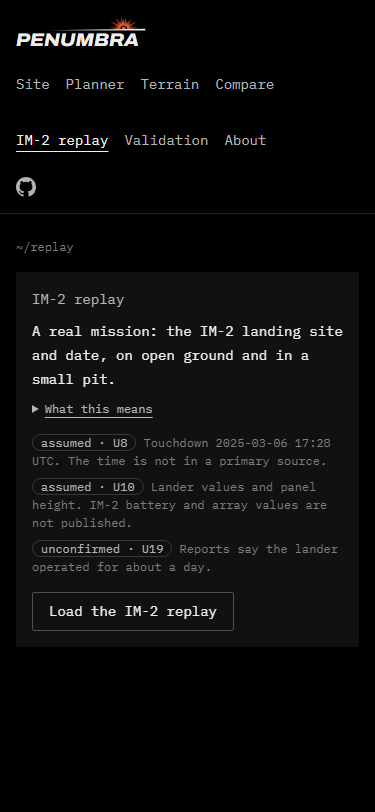 PENUMBRA
Site Planner Terrain Compare
IM-2 replay Validation About
~/replay
IM-2 replay
A real mission: the IM-2 landing site
and date, on open ground and in a
small pit.
What this means
assumed · U8 Touchdown 2025-03-06 17:28
UTC. The time is not in a primary source.
assumed · U10 Lander values and panel
height. IM-2 battery and array values are
not published.
unconfirmed · U19 Reports say the lander
operated for about a day.
Load the IM-2 replay